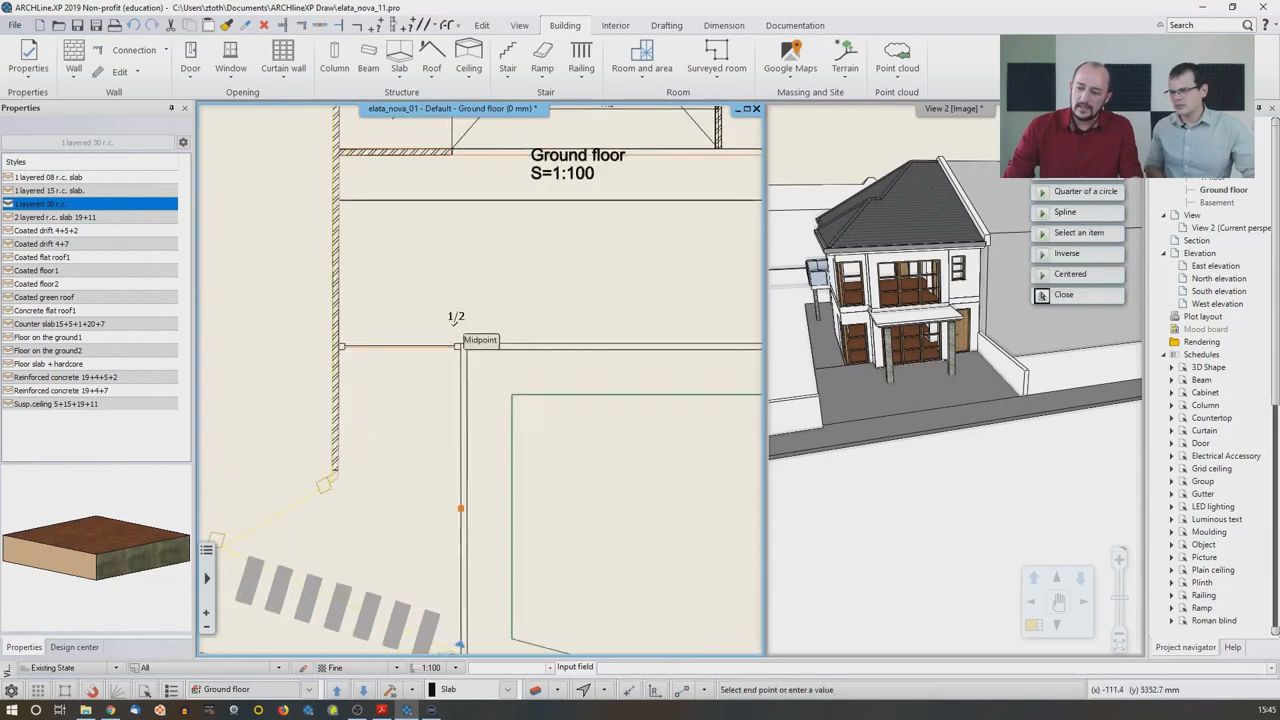 ARCHLine.XP 2019 Non-profit (education) C:\Users\ztoth\Documents\ARCHlineXP Draw\elata_nova_11.pro
File Edit View Building Interior Drafting Dimension Documentation Search
Properties Wall Connection Edit Door Window Curtain wall Column Beam Slab Roof Ceiling Stair Ramp Railing Room and area Surveyed room Google Maps Terrain Point cloud
Properties Wall Opening Structure Stair Room Massing and Site Point cloud
Properties
1 layered 30 r.c.
Styles
1 layered 08 r.c. slab
1 layered 15 r.c. slab.
1 layered 30 r.c.
2 layered r.c. slab 19+11
Coated drift 4+5+2
Coated drift 4+7
Coated flat roof1
Coated floor1
Coated floor2
Coated green roof
Concrete flat roof1
Counter slab15+5+1+20+7
Floor on the ground1
Floor on the ground2
Floor slab + hardcore
Reinforced concrete 19+4+5+2
Reinforced concrete 19+4+7
Susp.ceiling 5+15+19+11
Properties Design center
elata_nova_01 - Default - Ground floor (0 mm) *
Ground floor
S=1:100
1/2
Midpoint
View 2 [Image] *
Quarter of a circle
Spline
Select an item
Inverse
Centered
Close
Ground floor
Basement
View
View 2 (Current perspe
Section
Elevation
East elevation
North elevation
South elevation
West elevation
Plot layout
Mood board
Rendering
Schedules
3D Shape
Beam
Cabinet
Column
Countertop
Curtain
Door
Electrical Accessory
Grid ceiling
Group
Gutter
LED lighting
Luminous text
Moulding
Object
Picture
Plain ceiling
Plinth
Railing
Ramp
Roman blind
Project navigator Help
Existing State All Fine 1:100 Input field
Ground floor Slab Select end point or enter a value (x) -111.4 (y) 5352.7 mm
15:45